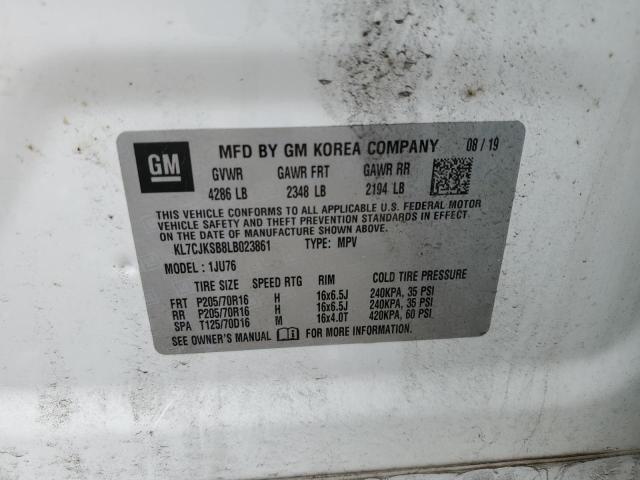 GM MFD BY GM KOREA COMPANY 08 / 19
GVWR GAWR FRT GAWR RR
4286 LB 2348 LB 2194 LB
THIS VEHICLE CONFORMS TO ALL APPLICABLE U.S. FEDERAL MOTOR
VEHICLE SAFETY AND THEFT PREVENTION STANDARDS IN EFFECT
ON THE DATE OF MANUFACTURE SHOWN ABOVE.
KL7CJKSB8LB023861 TYPE: MPV
MODEL : 1JU76
TIRE SIZE SPEED RTG RIM COLD TIRE PRESSURE
FRT P205/70R16 H 16x6.5J 240KPA, 35 PSI
RR P205/70R16 H 16x6.5J 240KPA, 35 PSI
SPA T125/70D16 M 16x4.0T 420KPA, 60 PSI
SEE OWNER'S MANUAL FOR MORE INFORMATION.